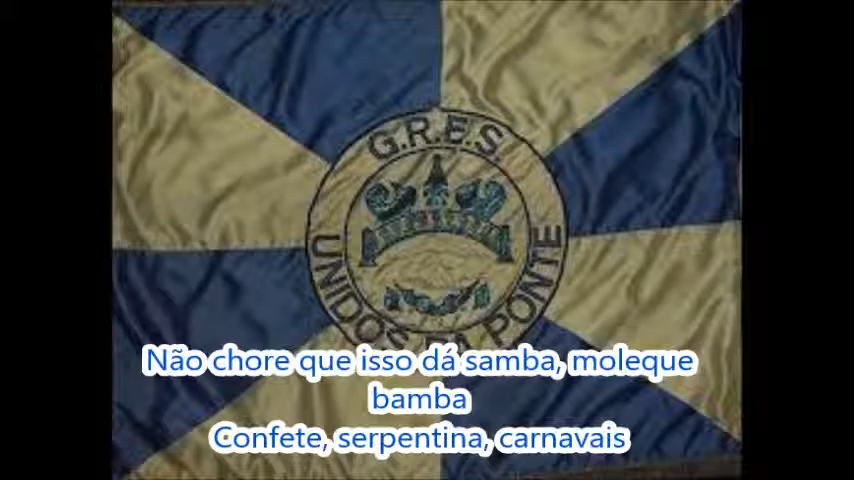 G.R.E.S.
UNIDOS DA PONTE
Não chore que isso dá samba, moleque
bamba
Confete, serpentina, carnavais